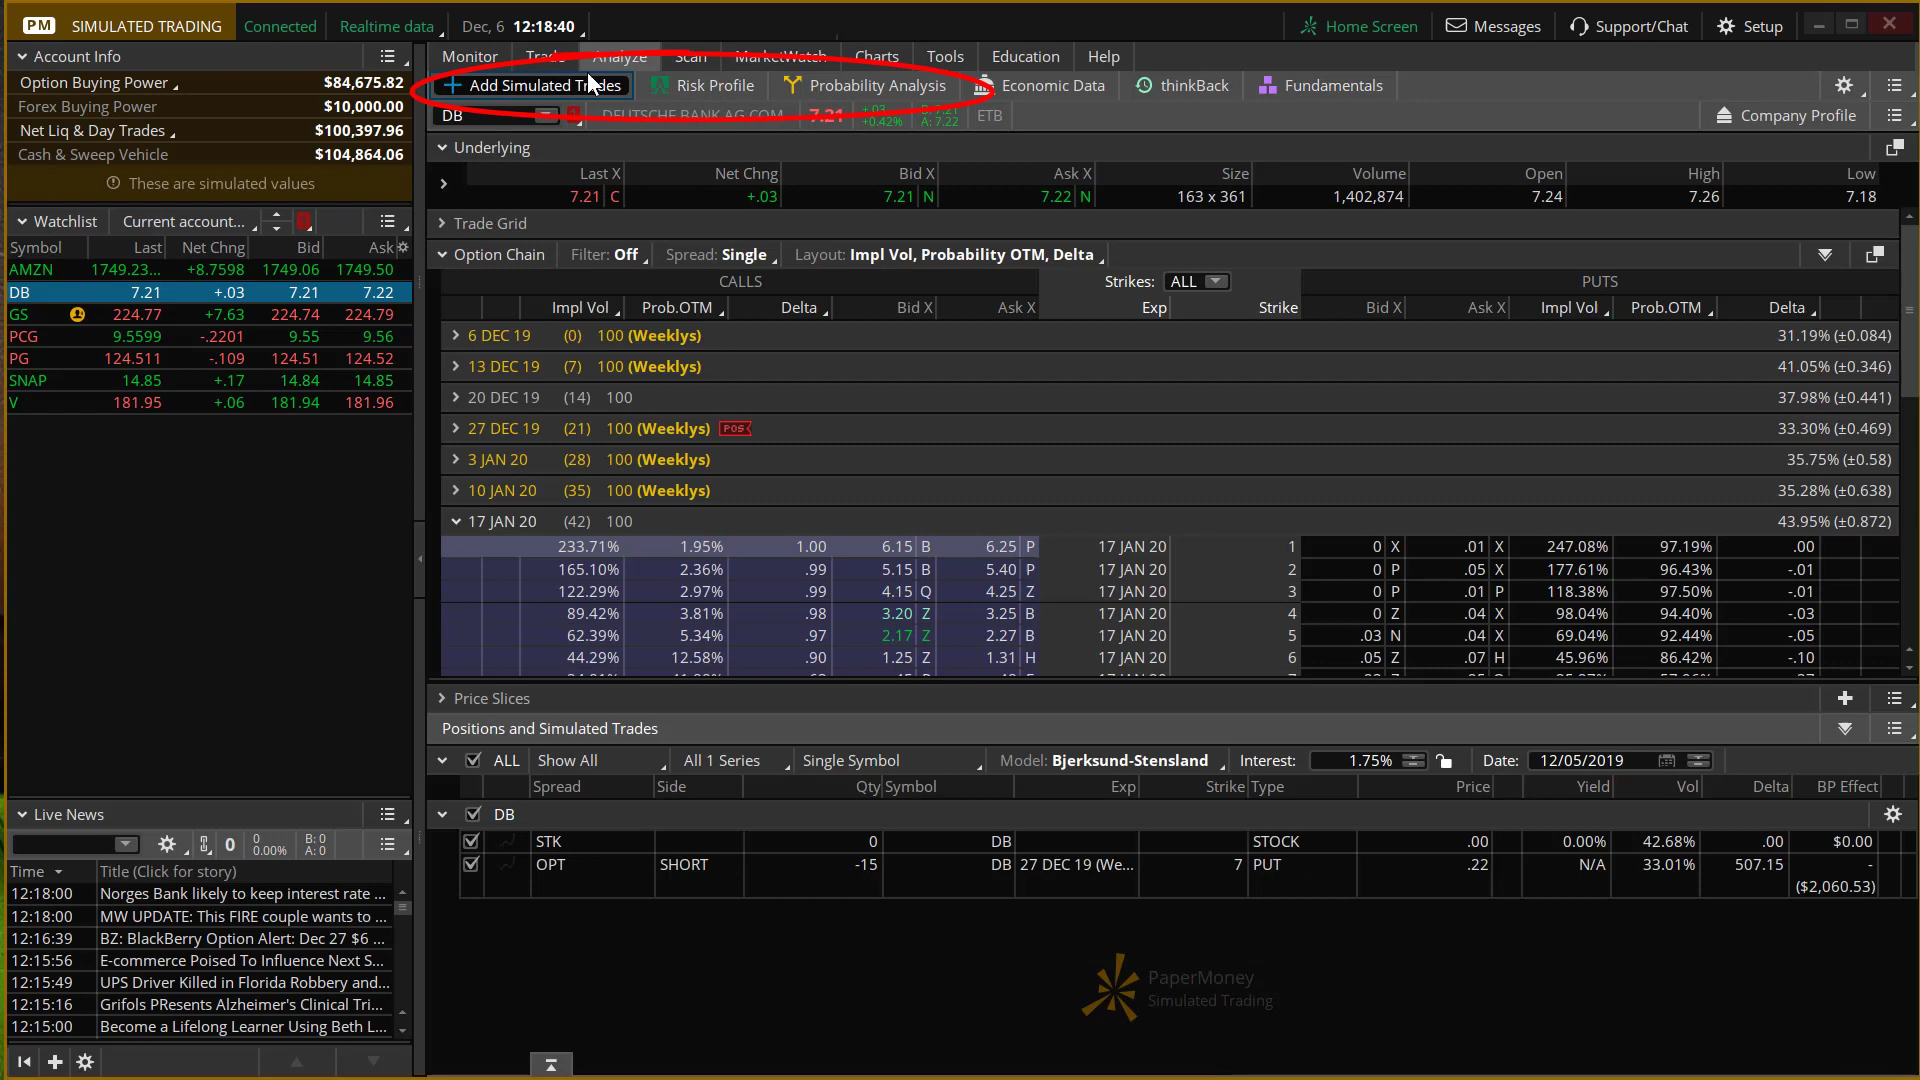 PM SIMULATED TRADING Connected Realtime data Dec, 6 12:18:40 Home Screen Messages Support/Chat Setup
Account Info
Option Buying Power $84,675.82
Forex Buying Power $10,000.00
Net Liq & Day Trades $100,397.96
Cash & Sweep Vehicle $104,864.06
These are simulated values
Watchlist Current account...
Symbol Last Net Chng Bid Ask
AMZN 1749.23... +8.7598 1749.06 1749.50
DB 7.21 +.03 7.21 7.22
GS 224.77 +7.63 224.74 224.79
PCG 9.5599 -.2201 9.55 9.56
PG 124.511 -.109 124.51 124.52
SNAP 14.85 +.17 14.84 14.85
V 181.95 +.06 181.94 181.96
Live News
0 0 0.00% B: 0 A: 0
Time Title (Click for story)
12:18:00 Norges Bank likely to keep interest rate ...
12:18:00 MW UPDATE: This FIRE couple wants to ...
12:16:39 BZ: BlackBerry Option Alert: Dec 27 $6 ...
12:15:56 E-commerce Poised To Influence Next S...
12:15:49 UPS Driver Killed in Florida Robbery and...
12:15:16 Grifols PResents Alzheimer's Clinical Tri...
12:15:00 Become a Lifelong Learner Using Beth L...
Monitor Trade Analyze Scan MarketWatch Charts Tools Education Help
Add Simulated Trades Risk Profile Probability Analysis Economic Data thinkBack Fundamentals
DB DEUTSCHE BANK AG COM 7.21 +.03 +0.42% B: 7.21 A: 7.22 ETB Company Profile
Underlying
Last X Net Chng Bid X Ask X Size Volume Open High Low
7.21 C +.03 7.21 N 7.22 N 163 x 361 1,402,874 7.24 7.26 7.18
Trade Grid
Option Chain Filter: Off Spread: Single Layout: Impl Vol, Probability OTM, Delta
CALLS Strikes: ALL PUTS
Impl Vol Prob.OTM Delta Bid X Ask X Exp Strike Bid X Ask X Impl Vol Prob.OTM Delta
6 DEC 19 (0) 100 (Weeklys) 31.19% (±0.084)
13 DEC 19 (7) 100 (Weeklys) 41.05% (±0.346)
20 DEC 19 (14) 100 37.98% (±0.441)
27 DEC 19 (21) 100 (Weeklys) POS 33.30% (±0.469)
3 JAN 20 (28) 100 (Weeklys) 35.75% (±0.58)
10 JAN 20 (35) 100 (Weeklys) 35.28% (±0.638)
17 JAN 20 (42) 100 43.95% (±0.872)
233.71% 1.95% 1.00 6.15 B 6.25 P 17 JAN 20 1 0 X .01 X 247.08% 97.19% .00
165.10% 2.36% .99 5.15 B 5.40 P 17 JAN 20 2 0 P .05 X 177.61% 96.43% -.01
122.29% 2.97% .99 4.15 Q 4.25 Z 17 JAN 20 3 0 P .01 P 118.38% 97.50% -.01
89.42% 3.81% .98 3.20 Z 3.25 B 17 JAN 20 4 0 Z .04 X 98.04% 94.40% -.03
62.39% 5.34% .97 2.17 Z 2.27 B 17 JAN 20 5 .03 N .04 X 69.04% 92.44% -.05
44.29% 12.58% .90 1.25 Z 1.31 H 17 JAN 20 6 .05 Z .07 H 45.96% 86.42% -.10
Price Slices
Positions and Simulated Trades
ALL Show All All 1 Series Single Symbol Model: Bjerksund-Stensland Interest: 1.75% Date: 12/05/2019
Spread Side Qty Symbol Exp Strike Type Price Yield Vol Delta BP Effect
DB
STK 0 DB STOCK .00 0.00% 42.68% .00 $0.00
OPT SHORT -15 DB 27 DEC 19 (We... 7 PUT .22 N/A 33.01% 507.15 -
($2,060.53)
PaperMoney
Simulated Trading